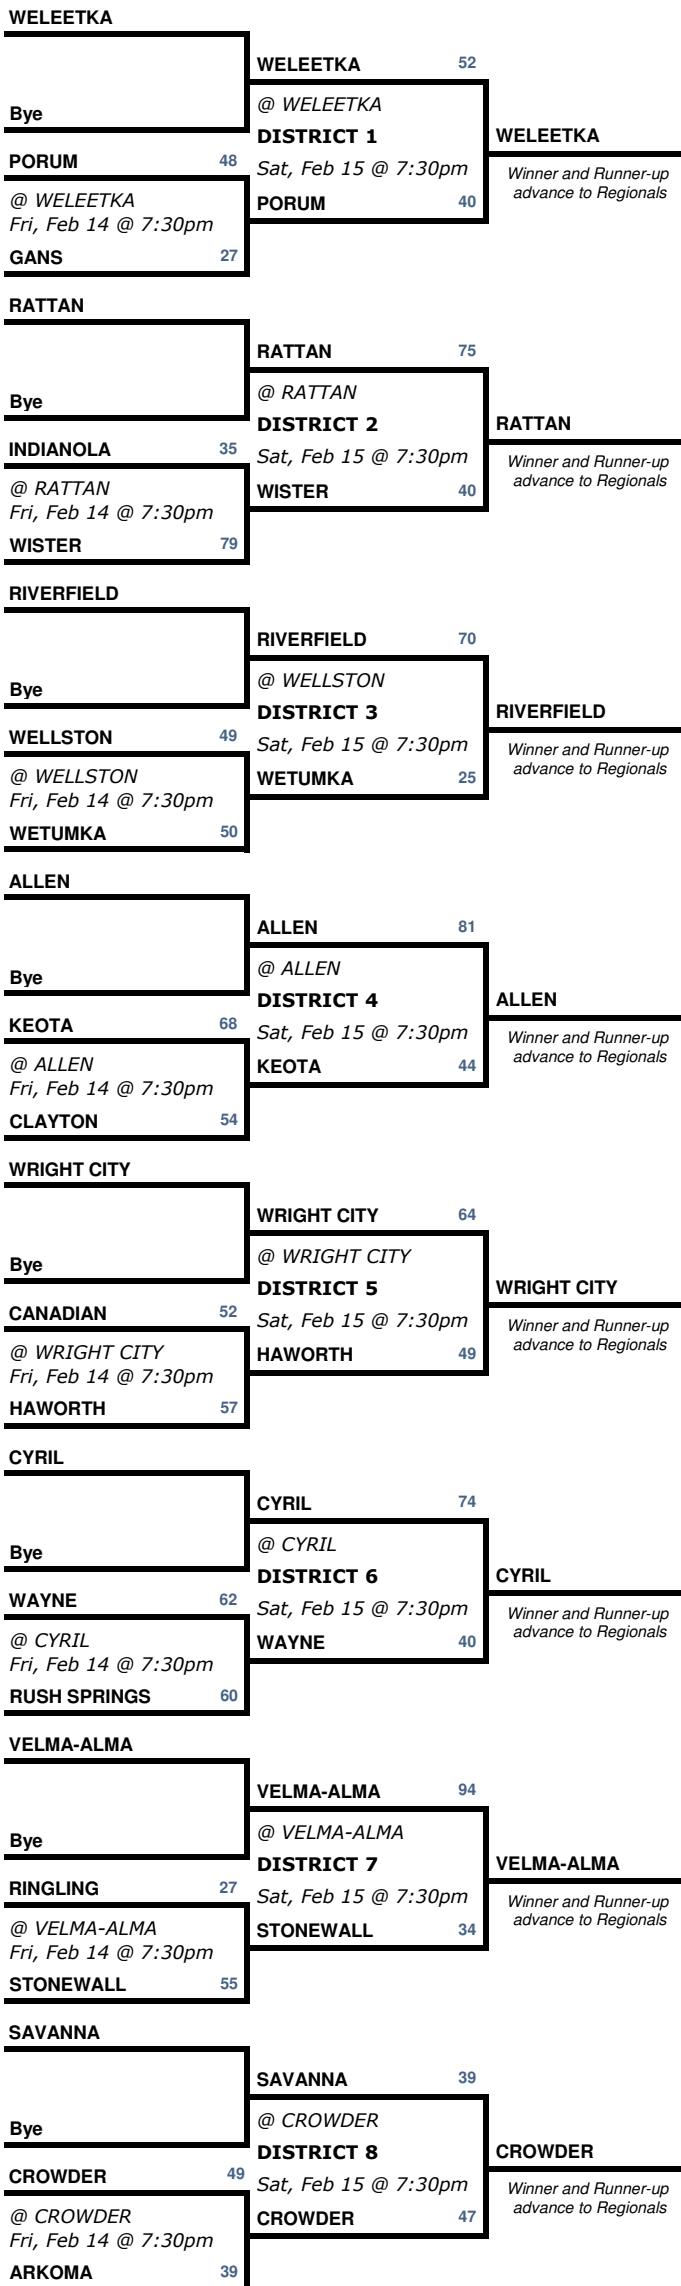 WELEETKA
WELEETKA 52
Bye
@ WELEETKA
DISTRICT 1
WELEETKA
PORUM 48
Sat, Feb 15 @ 7:30pm
Winner and Runner-up
advance to Regionals
@ WELEETKA
PORUM 40
Fri, Feb 14 @ 7:30pm
GANS 27
RATTAN
RATTAN 75
Bye
@ RATTAN
DISTRICT 2
RATTAN
INDIANOLA 35
Sat, Feb 15 @ 7:30pm
Winner and Runner-up
advance to Regionals
@ RATTAN
WISTER 40
Fri, Feb 14 @ 7:30pm
WISTER 79
RIVERFIELD
RIVERFIELD 70
Bye
@ WELLSTON
DISTRICT 3
RIVERFIELD
WELLSTON 49
Sat, Feb 15 @ 7:30pm
Winner and Runner-up
advance to Regionals
@ WELLSTON
WETUMKA 25
Fri, Feb 14 @ 7:30pm
WETUMKA 50
ALLEN
ALLEN 81
Bye
@ ALLEN
DISTRICT 4
ALLEN
KEOTA 68
Sat, Feb 15 @ 7:30pm
Winner and Runner-up
advance to Regionals
@ ALLEN
KEOTA 44
Fri, Feb 14 @ 7:30pm
CLAYTON 54
WRIGHT CITY
WRIGHT CITY 64
Bye
@ WRIGHT CITY
DISTRICT 5
WRIGHT CITY
CANADIAN 52
Sat, Feb 15 @ 7:30pm
Winner and Runner-up
advance to Regionals
@ WRIGHT CITY
HAWORTH 49
Fri, Feb 14 @ 7:30pm
HAWORTH 57
CYRIL
CYRIL 74
Bye
@ CYRIL
DISTRICT 6
CYRIL
WAYNE 62
Sat, Feb 15 @ 7:30pm
Winner and Runner-up
advance to Regionals
@ CYRIL
WAYNE 40
Fri, Feb 14 @ 7:30pm
RUSH SPRINGS 60
VELMA-ALMA
VELMA-ALMA 94
Bye
@ VELMA-ALMA
DISTRICT 7
VELMA-ALMA
RINGLING 27
Sat, Feb 15 @ 7:30pm
Winner and Runner-up
advance to Regionals
@ VELMA-ALMA
STONEWALL 34
Fri, Feb 14 @ 7:30pm
STONEWALL 55
SAVANNA
SAVANNA 39
Bye
@ CROWDER
DISTRICT 8
CROWDER
CROWDER 49
Sat, Feb 15 @ 7:30pm
Winner and Runner-up
advance to Regionals
@ CROWDER
CROWDER 47
Fri, Feb 14 @ 7:30pm
ARKOMA 39